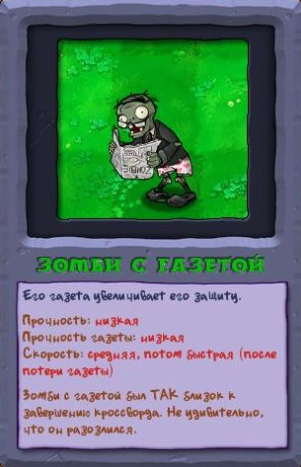 ЗОМБИ С ГАЗЕТОЙ
Его газета увеличивает его защиту.
Прочность: низкая
Прочность газеты: низкая
Скорость: средняя, потом быстрая (после
потери газеты)
Зомби с газетой был ТАК близок к
завершению кроссворда. Не удивительно,
что он разозлился.